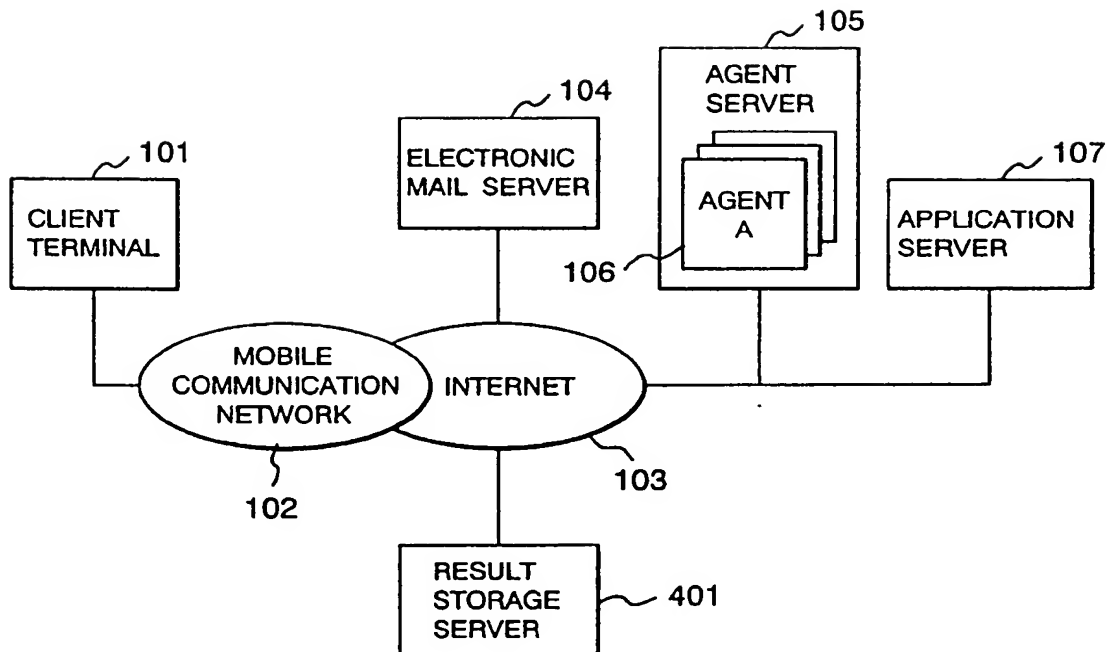 105
AGENT
SERVER
104
ELECTRONIC
MAIL SERVER
101
CLIENT
TERMINAL
107
APPLICATION
SERVER
AGENT
A
106
MOBILE
COMMUNICATION
NETWORK
INTERNET
102
103
RESULT
STORAGE
SERVER
401